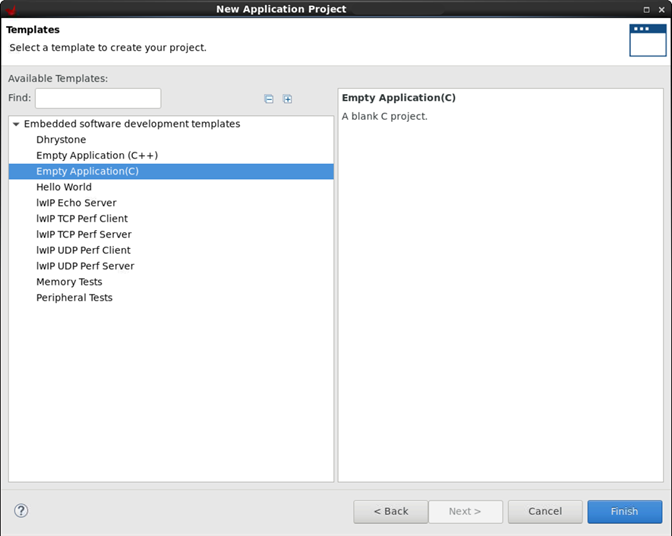 New Application Project
Templates
Select a template to create your project.
Available Templates:
Find:
Embedded software development templates
Dhrystone
Empty Application (C++)
Empty Application(C)
Hello World
lwIP Echo Server
lwIP TCP Perf Client
lwIP TCP Perf Server
lwIP UDP Perf Client
lwIP UDP Perf Server
Memory Tests
Peripheral Tests
Empty Application(C)
A blank C project.
?
< Back
Next >
Cancel
Finish